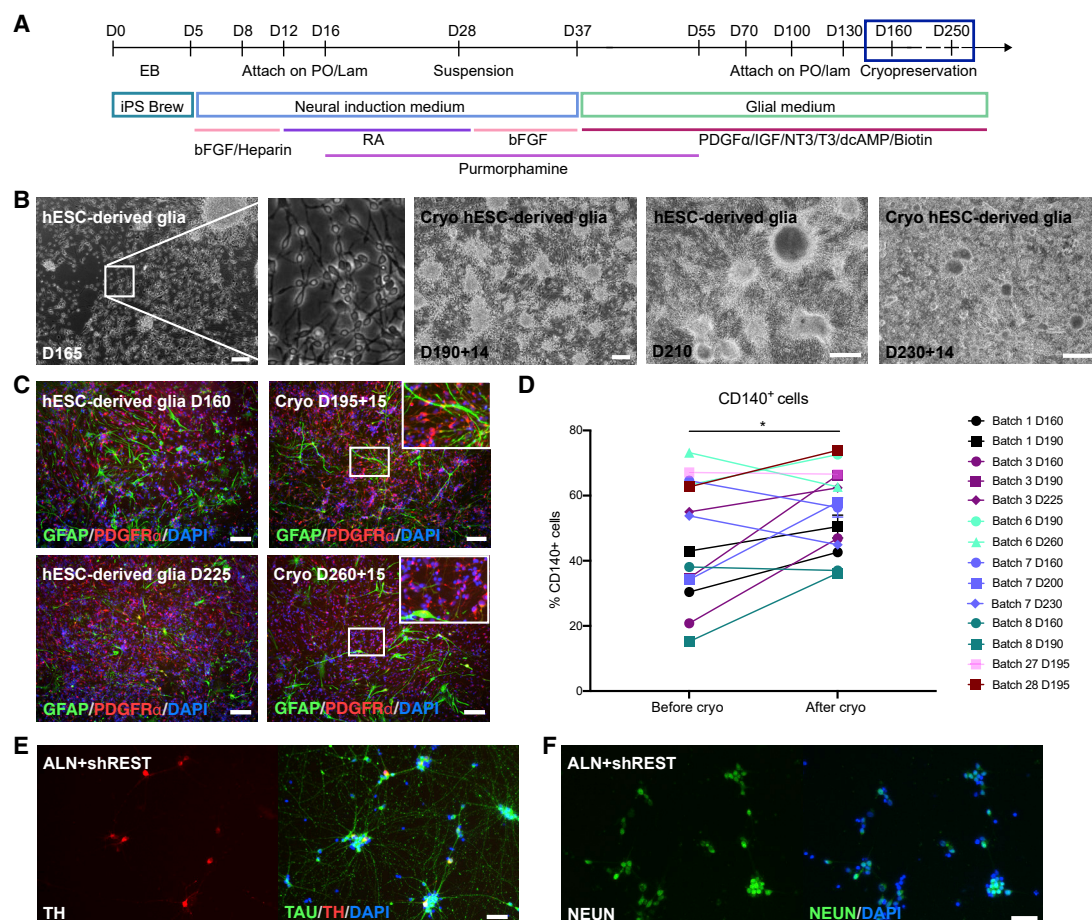 A
D0 D5 D8 D12 D16 D28 D37 D55 D70 D100 D130 D160 D250
EB Attach on PO/Lam Suspension Attach on PO/lam Cryopreservation
iPS Brew Neural induction medium Glial medium
bFGF/Heparin RA bFGF PDGFα/IGF/NT3/T3/dcAMP/Biotin
Purmorphamine
B
hESC-derived glia
D165
Cryo hESC-derived glia
D190+14
hESC-derived glia
D210
Cryo hESC-derived glia
D230+14
C
hESC-derived glia D160
GFAP/PDGFRα/DAPI
Cryo D195+15
GFAP/PDGFRα/DAPI
hESC-derived glia D225
GFAP/PDGFRα/DAPI
Cryo D260+15
GFAP/PDGFRα/DAPI
D
CD140+ cells
*
% CD140+ cells
80
60
40
20
0
Before cryo After cryo
Batch 1 D160
Batch 1 D190
Batch 3 D160
Batch 3 D190
Batch 3 D225
Batch 6 D190
Batch 6 D260
Batch 7 D160
Batch 7 D200
Batch 7 D230
Batch 8 D160
Batch 8 D190
Batch 27 D195
Batch 28 D195
E
ALN+shREST
TH
TAU/TH/DAPI
F
ALN+shREST
NEUN
NEUN/DAPI